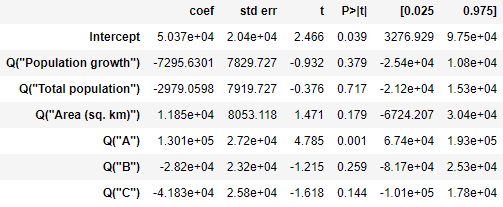 coef std err t P>|t| [0.025 0.975]
Intercept 5.037e+04 2.04e+04 2.466 0.039 3276.929 9.75e+04
Q("Population growth") -7295.6301 7829.727 -0.932 0.379 -2.54e+04 1.08e+04
Q("Total population") -2979.0598 7919.727 -0.376 0.717 -2.12e+04 1.53e+04
Q("Area (sq. km)") 1.185e+04 8053.118 1.471 0.179 -6724.207 3.04e+04
Q("A") 1.301e+05 2.72e+04 4.785 0.001 6.74e+04 1.93e+05
Q("B") -2.82e+04 2.32e+04 -1.215 0.259 -8.17e+04 2.53e+04
Q("C") -4.183e+04 2.58e+04 -1.618 0.144 -1.01e+05 1.78e+04